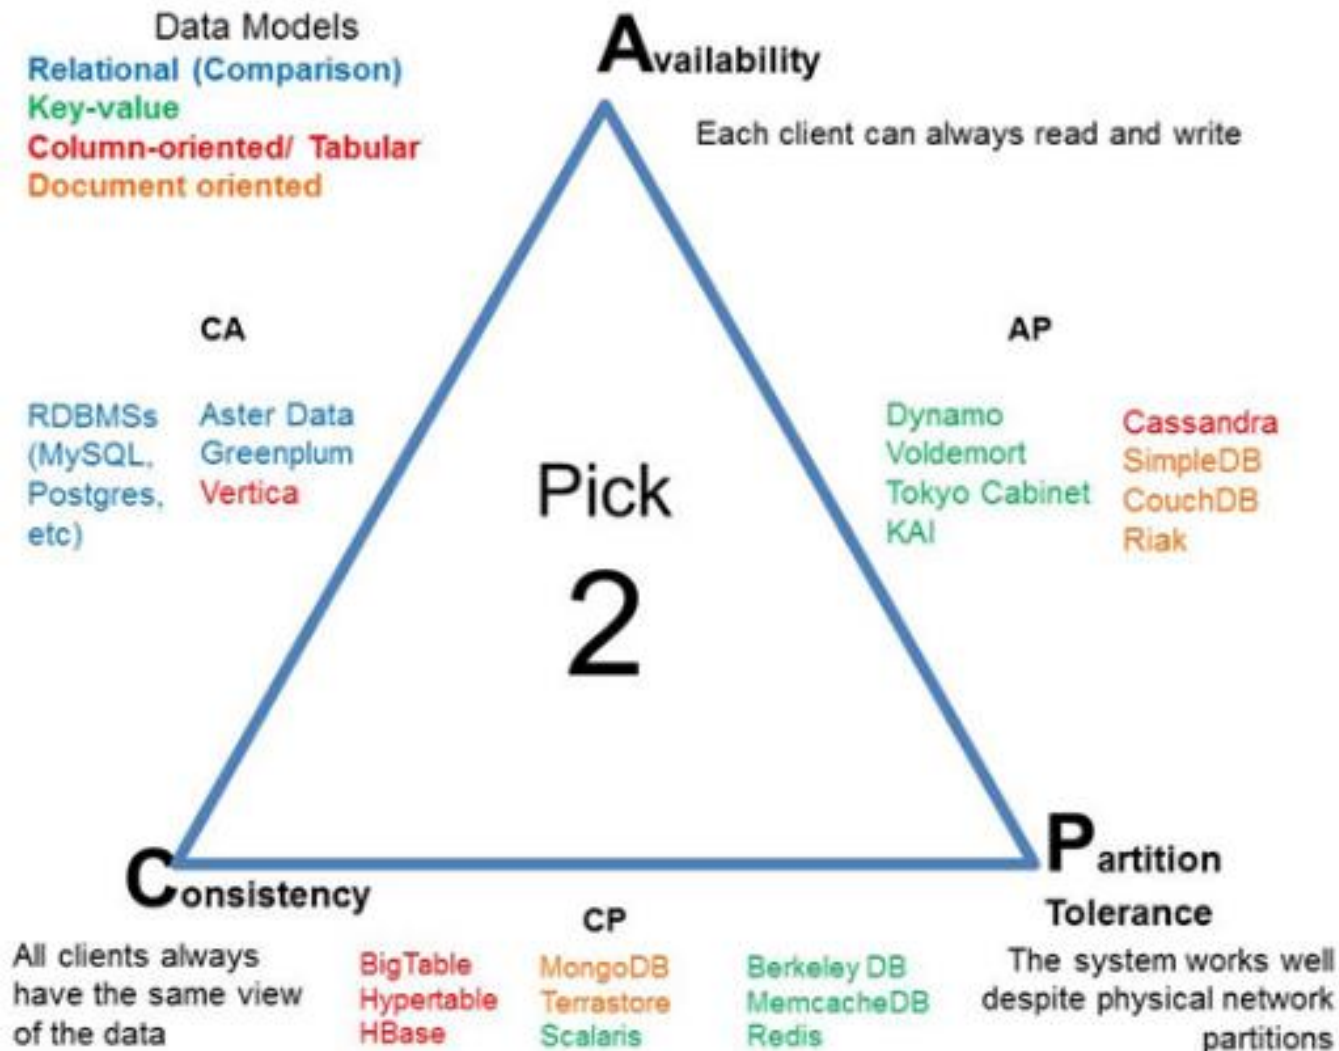 Data Models
Relational (Comparison)
Key-value
Column-oriented/ Tabular
Document oriented
Availability
Each client can always read and write
CA
RDBMSs
(MySQL,
Postgres,
etc)
Aster Data
Greenplum
Vertica
Pick
2
AP
Dynamo
Voldemort
Tokyo Cabinet
KAI
Cassandra
SimpleDB
CouchDB
Riak
Consistency
All clients always
have the same view
of the data
CP
BigTable
Hypertable
HBase
MongoDB
Terrastore
Scalaris
Berkeley DB
MemcacheDB
Redis
Partition
Tolerance
The system works well
despite physical network
partitions